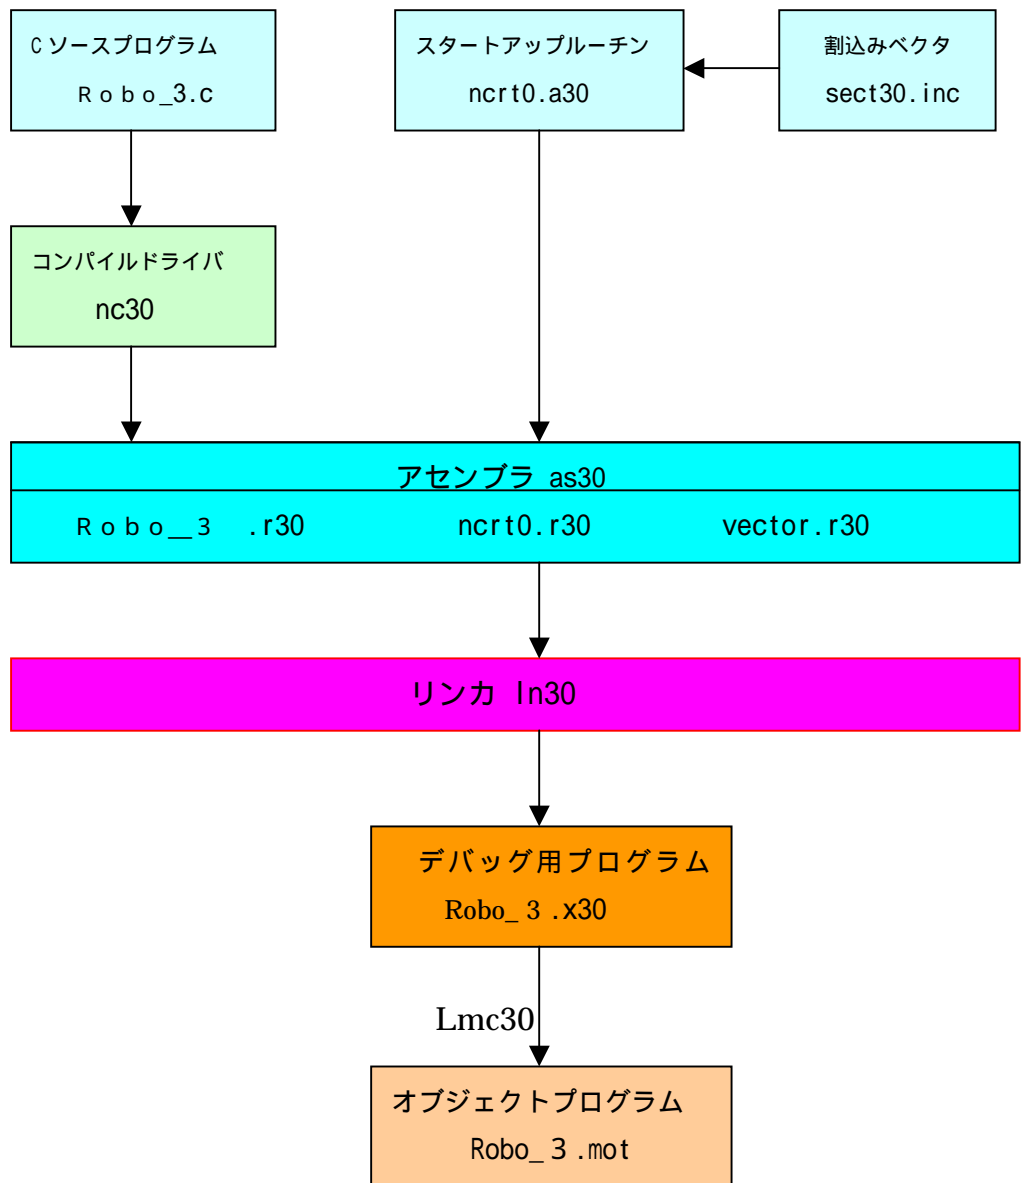 C ソースプログラム
Ｒｏｂｏ_3.c
スタートアップルーチン
ncrt0.a30
割込みベクタ
sect30.inc
コンパイルドライバ
nc30
アセンブラ as30
Ｒｏｂｏ＿３ .r30 ncrt0.r30 vector.r30
リンカ ln30
デバッグ用プログラム
Robo_３.x30
Lmc30
オブジェクトプログラム
Robo_３.mot